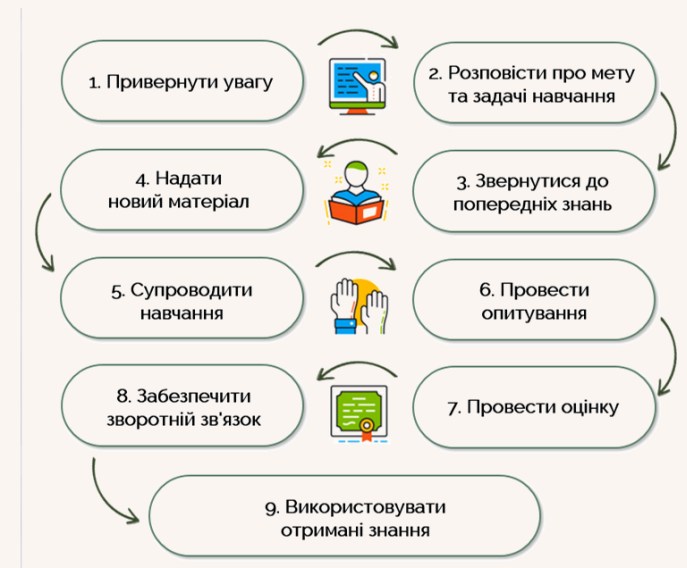 1. Привернути увагу
2. Розповісти про мету
та задачі навчання
3. Звернутися до
попередніх знань
4. Надати
новий матеріал
5. Супроводити
навчання
6. Провести
опитування
7. Провести оцінку
8. Забезпечити
зворотній зв'язок
9. Використовувати
отримані знання